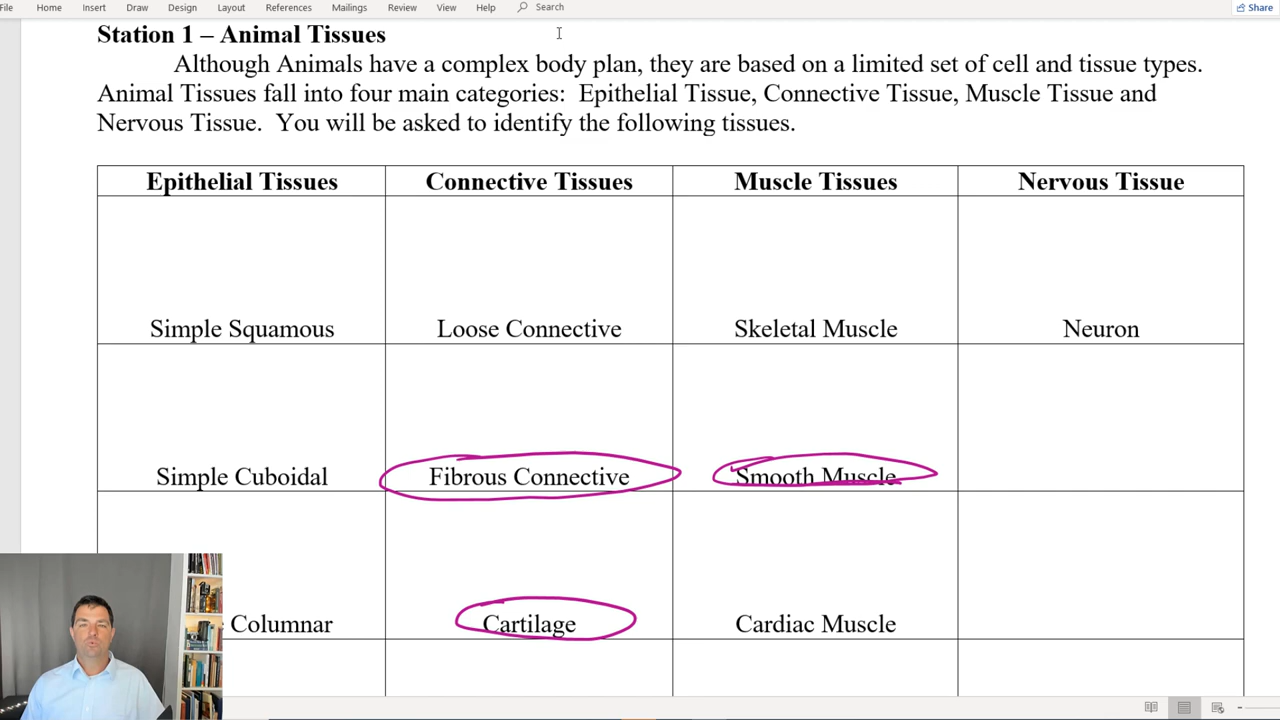 File Home Insert Draw Design Layout References Mailings Review View Help Search Share
Station 1 – Animal Tissues
Although Animals have a complex body plan, they are based on a limited set of cell and tissue types.
Animal Tissues fall into four main categories: Epithelial Tissue, Connective Tissue, Muscle Tissue and
Nervous Tissue. You will be asked to identify the following tissues.
Epithelial Tissues Connective Tissues Muscle Tissues Nervous Tissue
Simple Squamous Loose Connective Skeletal Muscle Neuron
Simple Cuboidal Fibrous Connective Smooth Muscle
Columnar Cartilage Cardiac Muscle